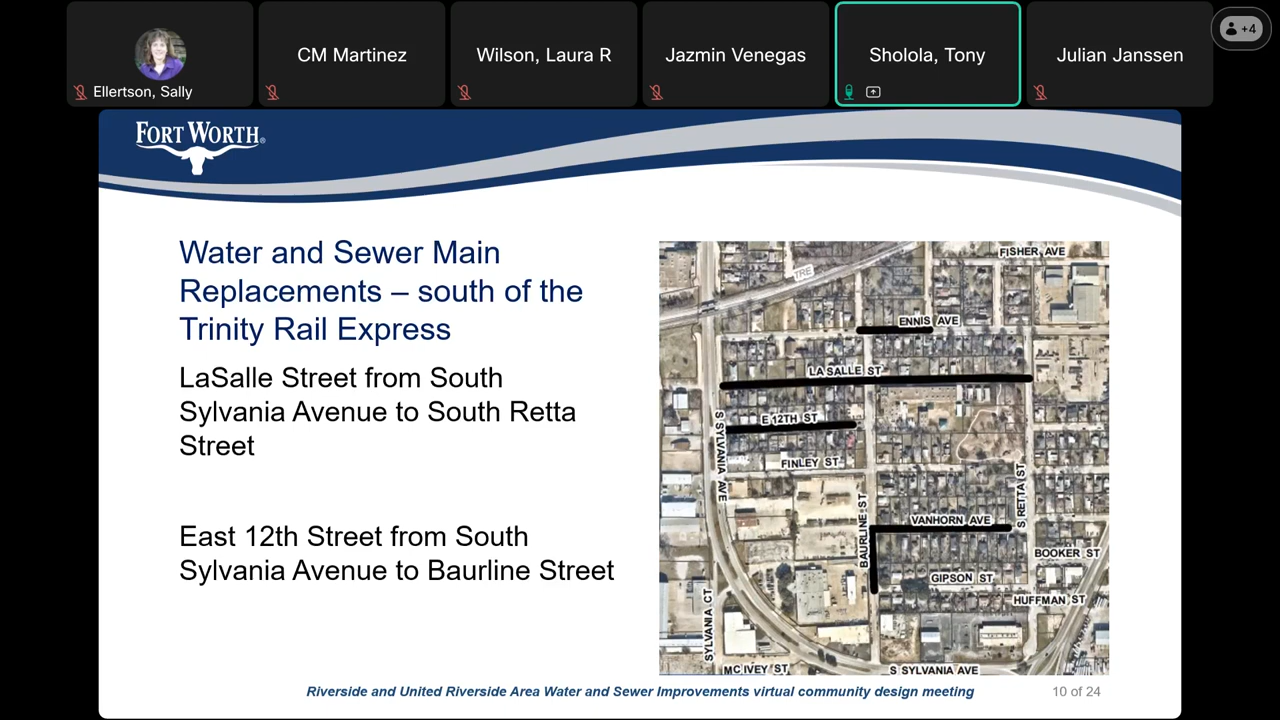 Ellertson, Sally
CM Martinez
Wilson, Laura R
Jazmin Venegas
Sholola, Tony
Julian Janssen
+4
FORT WORTH®
Water and Sewer Main
Replacements – south of the
Trinity Rail Express
LaSalle Street from South
Sylvania Avenue to South Retta
Street
East 12th Street from South
Sylvania Avenue to Baurline Street
FISHER AVE
TRE
ENNIS AVE
LA SALLE ST
E 12TH ST
S SYLVANIA AVE
FINLEY ST
S RETTA ST
BAURLINE ST
VANHORN AVE
BOOKER ST
GIPSON ST
HUFFMAN ST
SYLVANIA CT
MC IVEY ST
S SYLVANIA AVE
Riverside and United Riverside Area Water and Sewer Improvements virtual community design meeting
10 of 24